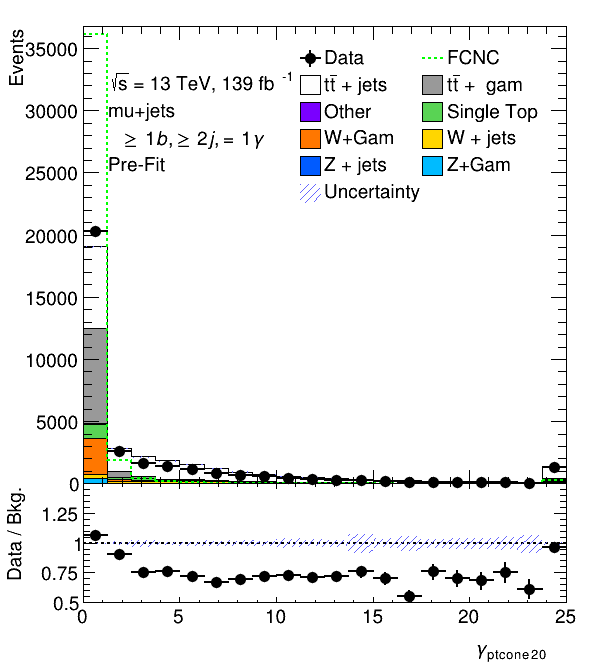 Events
35000
30000
25000
20000
15000
10000
5000
0
√s = 13 TeV, 139 fb⁻¹
mu+jets
≥ 1b, ≥ 2j, = 1γ
Pre-Fit
Data
FCNC
tt̄ + jets
tt̄ + gam
Other
Single Top
W+Gam
W + jets
Z + jets
Z+Gam
Uncertainty
Data / Bkg.
1.25
1
0.75
0.5
0 5 10 15 20 25
γptcone20